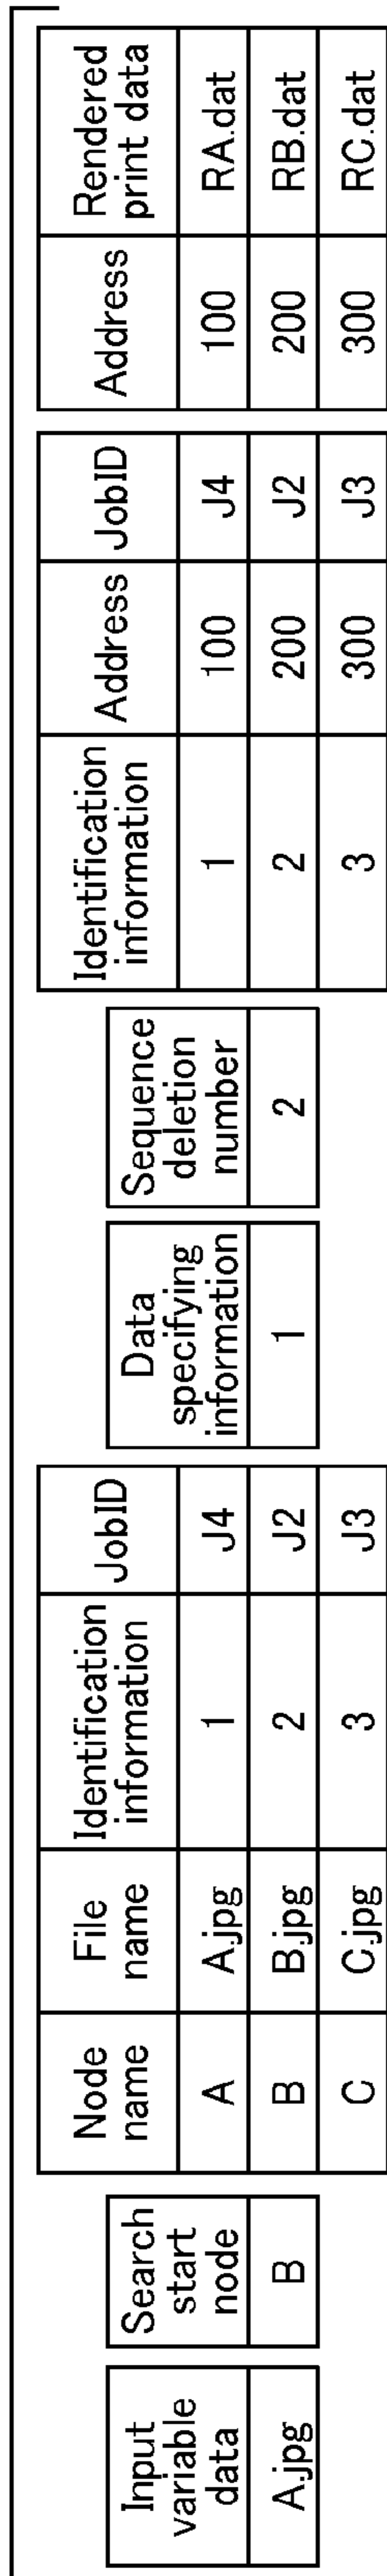 Input
variable
data
A.jpg
Search
start
node
B
Node
name
File
name
Identification
information
JobID
A
A.jpg
1
J4
B
B.jpg
2
J2
C
C.jpg
3
J3
Data
specifying
information
1
Sequence
deletion
number
2
Identification
information
Address
JobID
1
100
J4
2
200
J2
3
300
J3
Address
Rendered
print data
100
RA.dat
200
RB.dat
300
RC.dat